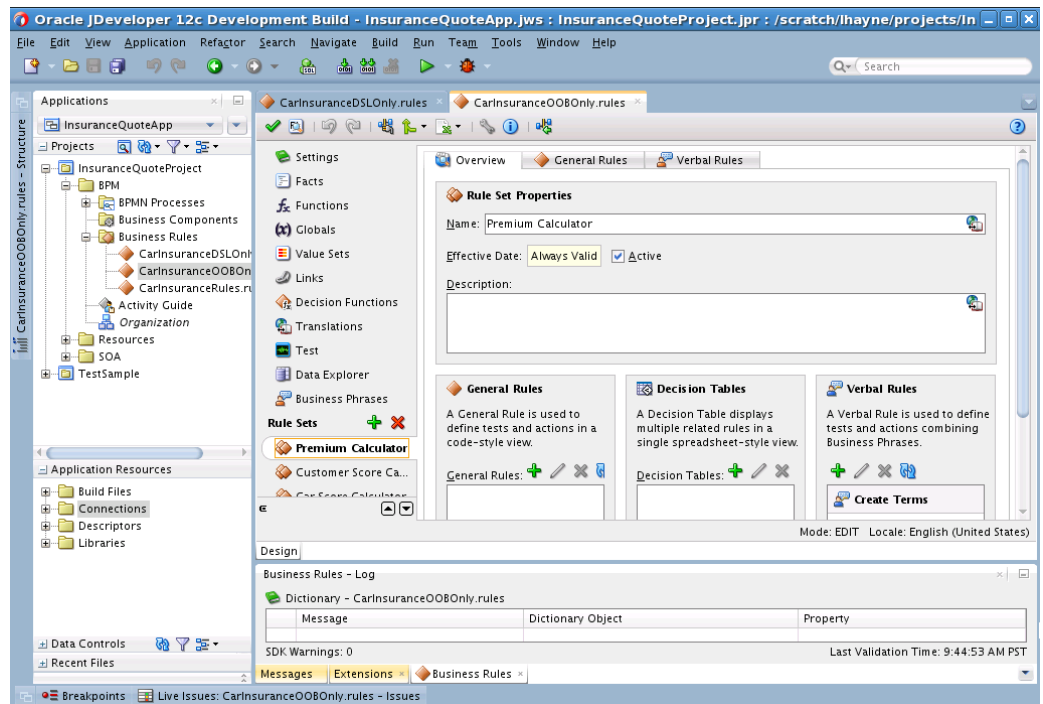 Oracle JDeveloper 12c Development Build - InsuranceQuoteApp.jws : InsuranceQuoteProject.jpr : /scratch/lhayne/projects/In
File Edit View Application Refactor Search Navigate Build Run Team Tools Window Help
Search
CarInsuranceOOBOnly.rules - Structure
Applications
InsuranceQuoteApp
Projects
InsuranceQuoteProject
BPM
BPMN Processes
Business Components
Business Rules
CarInsuranceDSLOnl
CarInsuranceOOBOn
CarInsuranceRules.ru
Activity Guide
Organization
Resources
SOA
TestSample
Application Resources
Build Files
Connections
Descriptors
Libraries
Data Controls
Recent Files
CarInsuranceDSLOnly.rules
CarInsuranceOOBOnly.rules
Settings
Facts
Functions
Globals
Value Sets
Links
Decision Functions
Translations
Test
Data Explorer
Business Phrases
Rule Sets
Premium Calculator
Customer Score Ca...
Car Score Calculator
Overview General Rules Verbal Rules
Rule Set Properties
Name: Premium Calculator
Effective Date: Always Valid Active
Description:
General Rules
A General Rule is used to
define tests and actions in a
code-style view.
General Rules:
Decision Tables
A Decision Table displays
multiple related rules in a
single spreadsheet-style view.
Decision Tables:
Verbal Rules
A Verbal Rule is used to define
tests and actions combining
Business Phrases.
Create Terms
Mode: EDIT Locale: English (United States)
Design
Business Rules - Log
Dictionary - CarInsuranceOOBOnly.rules
Message Dictionary Object Property
SDK Warnings: 0 Last Validation Time: 9:44:53 AM PST
Messages Extensions Business Rules
Breakpoints Live Issues: CarInsuranceOOBOnly.rules - Issues